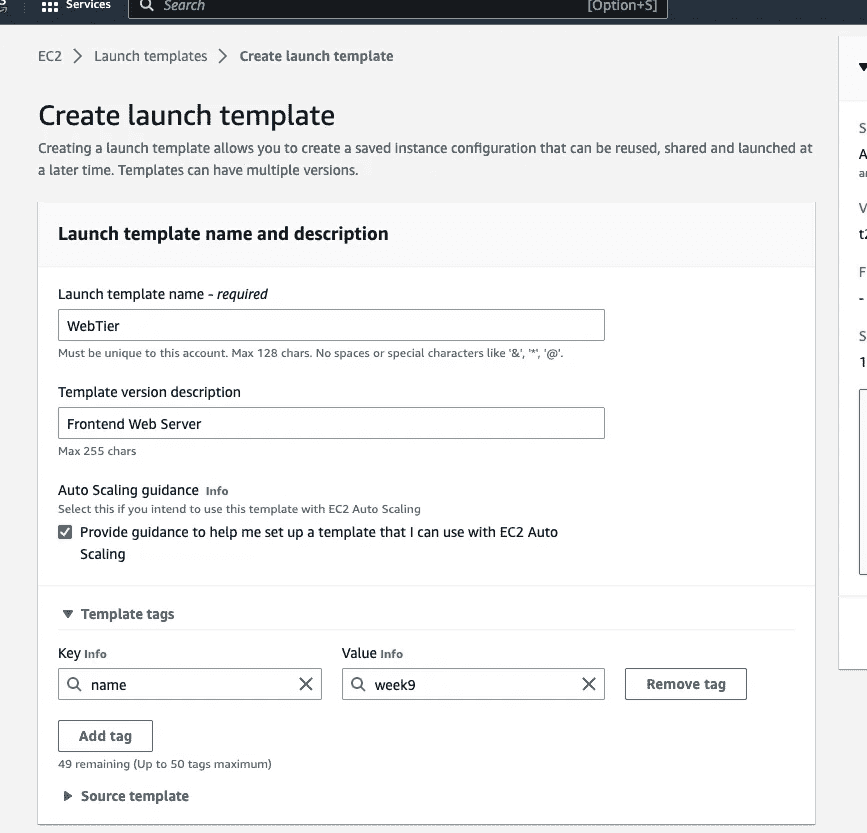 Services
Search
[Option+S]
EC2
Launch templates
Create launch template
Create launch template
Creating a launch template allows you to create a saved instance configuration that can be reused, shared and launched at
a later time. Templates can have multiple versions.
Launch template name and description
Launch template name - required
WebTier
Must be unique to this account. Max 128 chars. No spaces or special characters like '&', '*', '@'.
Template version description
Frontend Web Server
Max 255 chars
Auto Scaling guidance Info
Select this if you intend to use this template with EC2 Auto Scaling
Provide guidance to help me set up a template that I can use with EC2 Auto
Scaling
Template tags
Key Info
Value Info
name
week9
Remove tag
Add tag
49 remaining (Up to 50 tags maximum)
Source template